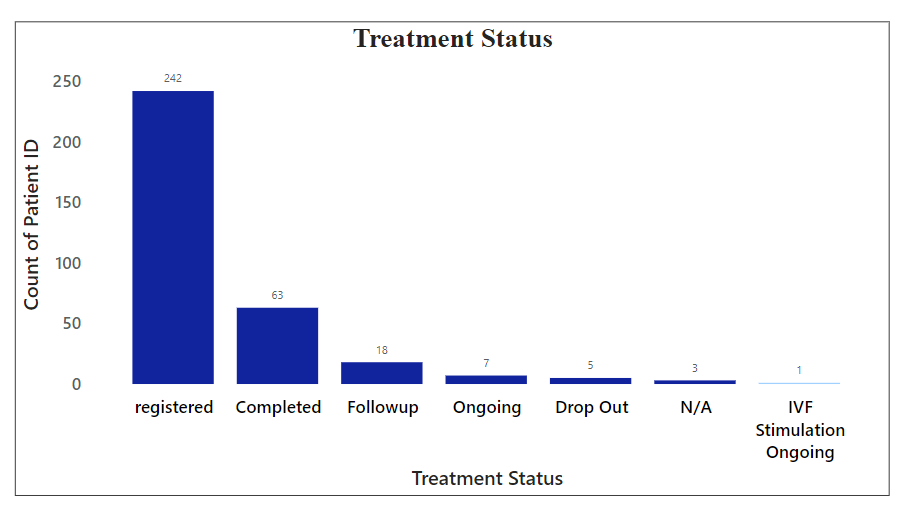 Treatment Status
250
200
150
100
50
0
Count of Patient ID
242
63
18
7
5
3
1
registered
Completed
Followup
Ongoing
Drop Out
N/A
IVF
Stimulation
Ongoing
Treatment Status